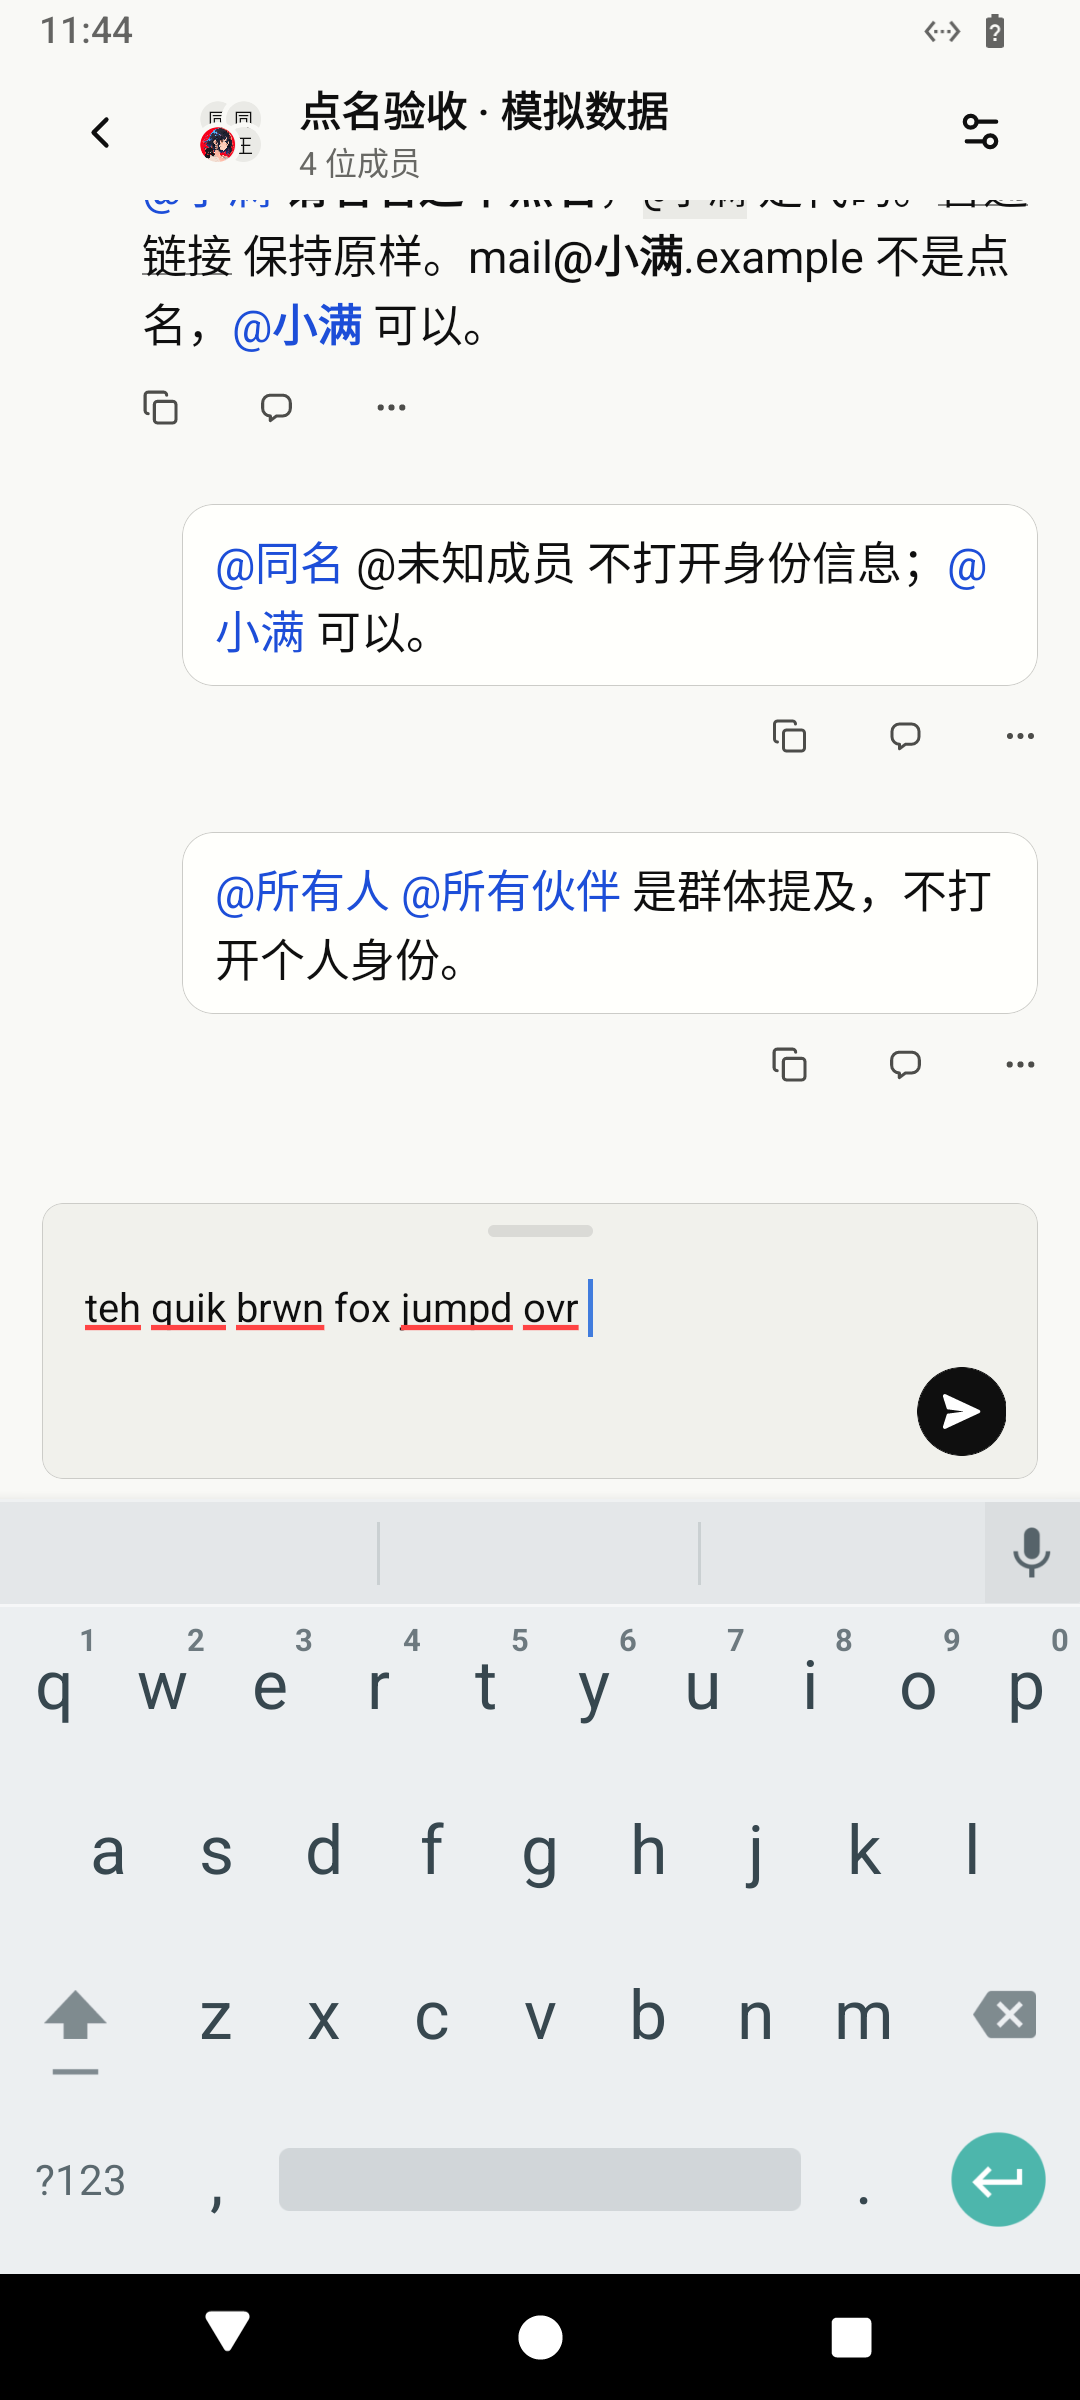 11:44
点名验收 · 模拟数据
4 位成员
链接 保持原样。mail@小满.example 不是点
名，@小满 可以。
@同名 @未知成员 不打开身份信息；@
小满 可以。
@所有人 @所有伙伴 是群体提及，不打
开个人身份。
teh quik brwn fox jumpd ovr
1 2 3 4 5 6 7 8 9 0
q w e r t y u i o p
a s d f g h j k l
z x c v b n m
?123 , .